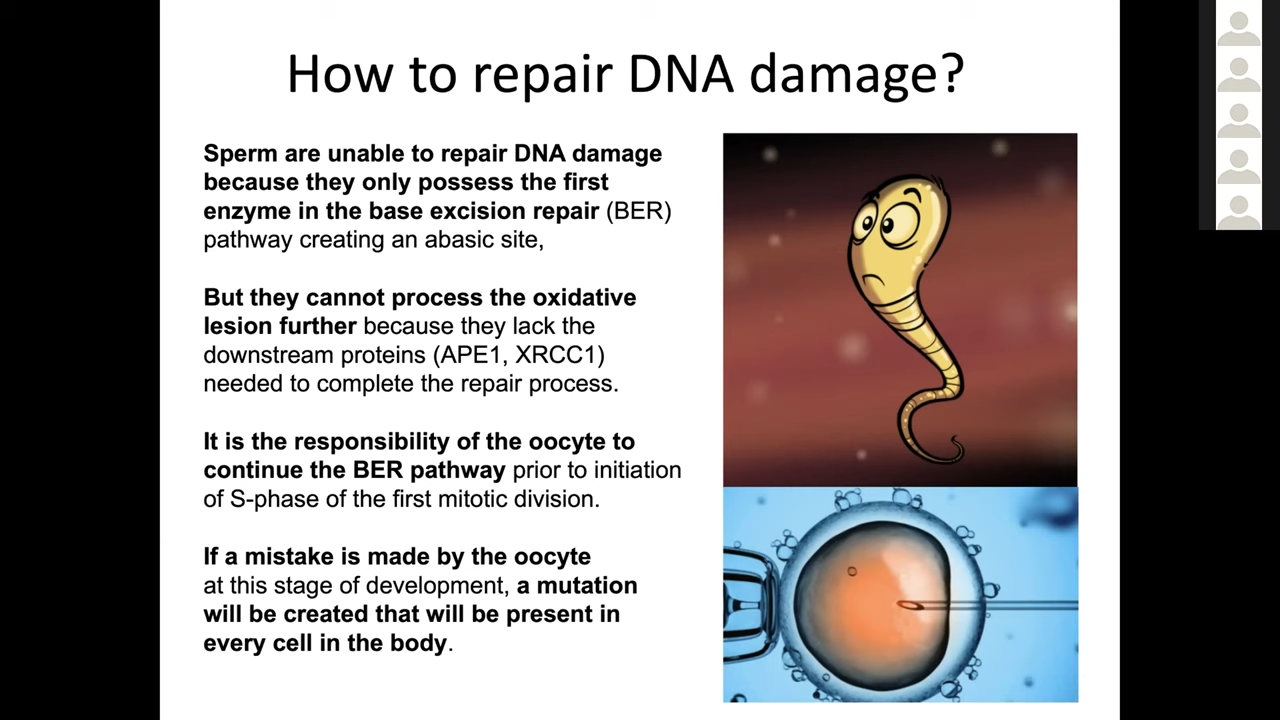 How to repair DNA damage?
Sperm are unable to repair DNA damage
because they only possess the first
enzyme in the base excision repair (BER)
pathway creating an abasic site,
But they cannot process the oxidative
lesion further because they lack the
downstream proteins (APE1, XRCC1)
needed to complete the repair process.
It is the responsibility of the oocyte to
continue the BER pathway prior to initiation
of S-phase of the first mitotic division.
If a mistake is made by the oocyte
at this stage of development, a mutation
will be created that will be present in
every cell in the body.